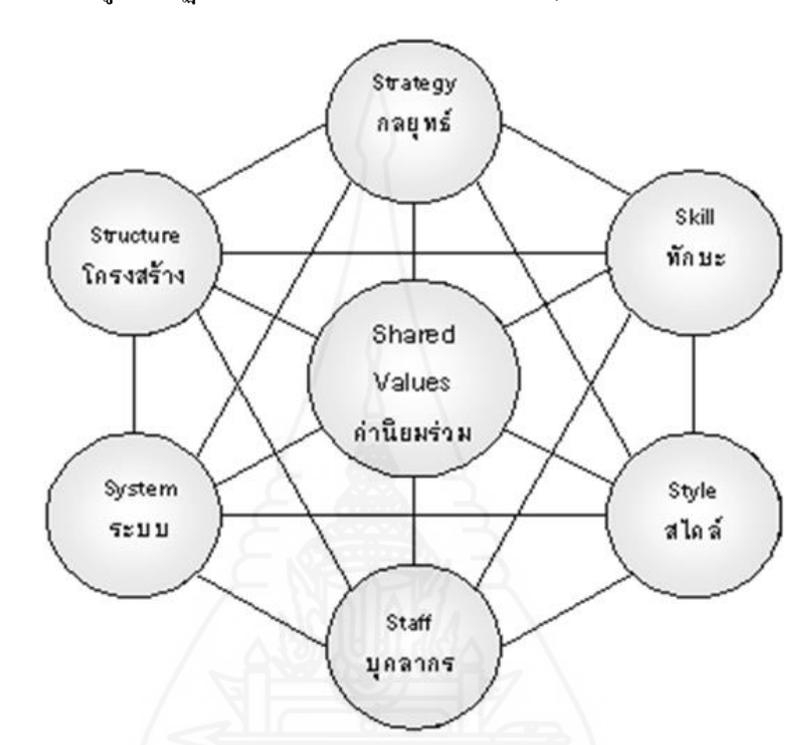 Strategy
กลยุทธ์
Structure
โครงสร้าง
Skill
ทักษะ
Shared
Values
ค่านิยมร่วม
System
ระบบ
Style
สไตล์
Staff
บุคลากร